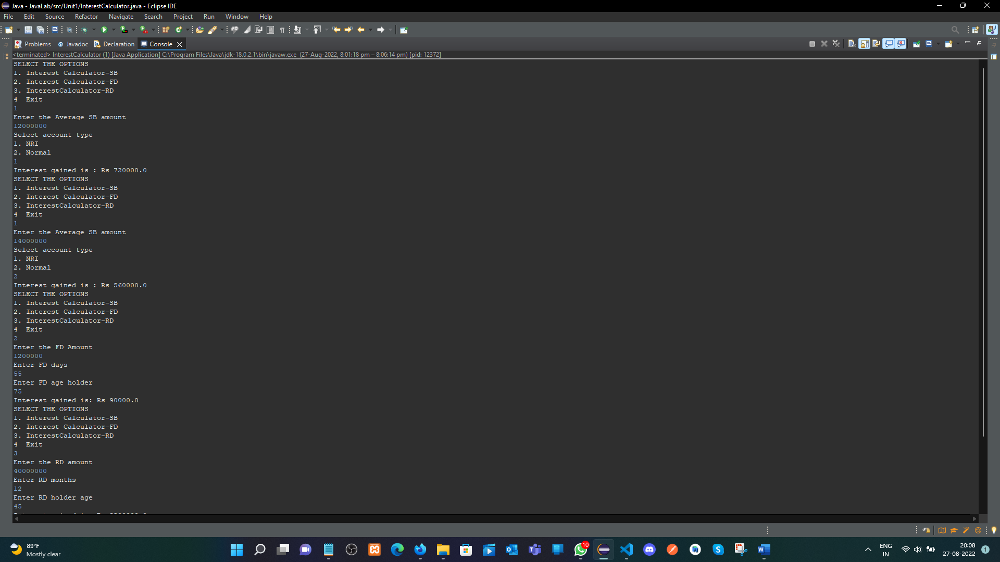 Java - JavaLab/src/Unit1/InterestCalculator.java - Eclipse IDE
File Edit Source Refactor Navigate Search Project Run Window Help
Problems Javadoc Declaration Console
<terminated> InterestCalculator (1) [Java Application] C:\Program Files\Java\jdk-18.0.2.1\bin\javaw.exe (27-Aug-2022, 8:01:18 pm – 8:06:14 pm) [pid: 12372]
SELECT THE OPTIONS
1. Interest Calculator-SB
2. Interest Calculator-FD
3. InterestCalculator-RD
4  Exit
1
Enter the Average SB amount
12000000
Select account type
1. NRI
2. Normal
1
Interest gained is : Rs 720000.0
SELECT THE OPTIONS
1. Interest Calculator-SB
2. Interest Calculator-FD
3. InterestCalculator-RD
4  Exit
1
Enter the Average SB amount
14000000
Select account type
1. NRI
2. Normal
2
Interest gained is : Rs 560000.0
SELECT THE OPTIONS
1. Interest Calculator-SB
2. Interest Calculator-FD
3. InterestCalculator-RD
4  Exit
2
Enter the FD Amount
1200000
Enter FD days
55
Enter FD age holder
75
Interest gained is: Rs 90000.0
SELECT THE OPTIONS
1. Interest Calculator-SB
2. Interest Calculator-FD
3. InterestCalculator-RD
4  Exit
3
Enter the RD amount
40000000
Enter RD months
12
Enter RD holder age
45
89°F
Mostly clear
10
ENG
IN
20:08
27-08-2022
1